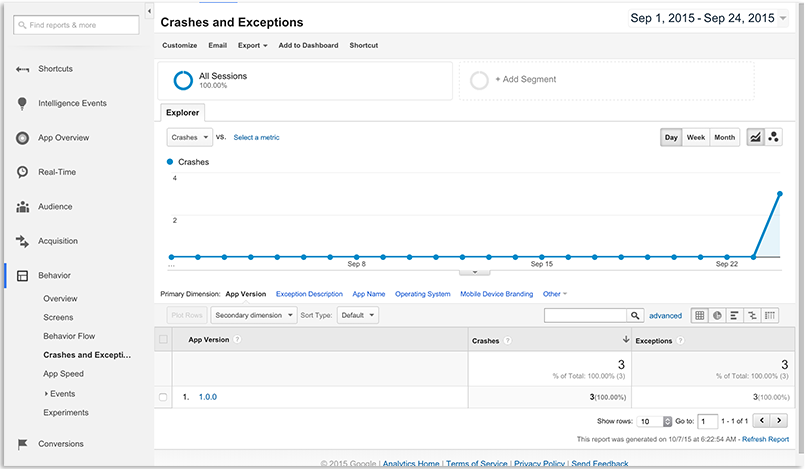 Find reports & more
Shortcuts
Intelligence Events
App Overview
Real-Time
Audience
Acquisition
Behavior
Overview
Screens
Behavior Flow
Crashes and Excepti...
App Speed
Events
Experiments
Conversions
Crashes and Exceptions
Sep 1, 2015 - Sep 24, 2015
Customize Email Export Add to Dashboard Shortcut
All Sessions
100.00%
+ Add Segment
Explorer
Crashes vs. Select a metric
Day Week Month
Crashes
4
2
... Sep 8 Sep 15 Sep 22
Primary Dimension: App Version Exception Description App Name Operating System Mobile Device Branding Other
Plot Rows Secondary dimension Sort Type: Default advanced
App Version ? Crashes ? Exceptions ?
3 3
% of Total: 100.00% (3) % of Total: 100.00% (3)
1. 1.0.0 3(100.00%) 3(100.00%)
Show rows: 10 Go to: 1 1 - 1 of 1
This report was generated on 10/7/15 at 6:22:54 AM - Refresh Report
© 2015 Google | Analytics Home | Terms of Service | Privacy Policy | Send Feedback